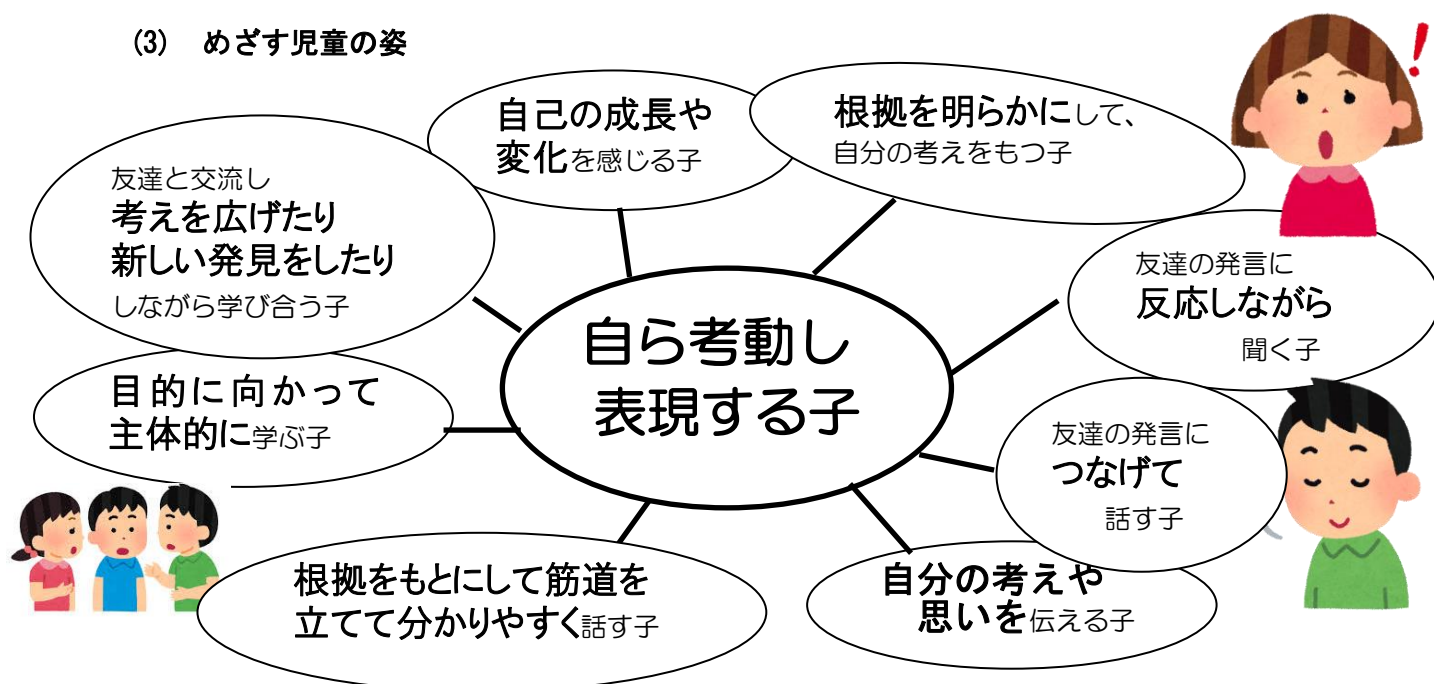 (3) めざす児童の姿
自己の成長や
変化を感じる子
根拠を明らかにして、
自分の考えをもつ子
友達と交流し
考えを広げたり
新しい発見をしたり
しながら学び合う子
友達の発言に
反応しながら
聞く子
自ら考動し
表現する子
目的に向かって
主体的に学ぶ子
友達の発言に
つなげて
話す子
根拠をもとにして筋道を
立てて分かりやすく話す子
自分の考えや
思いを伝える子